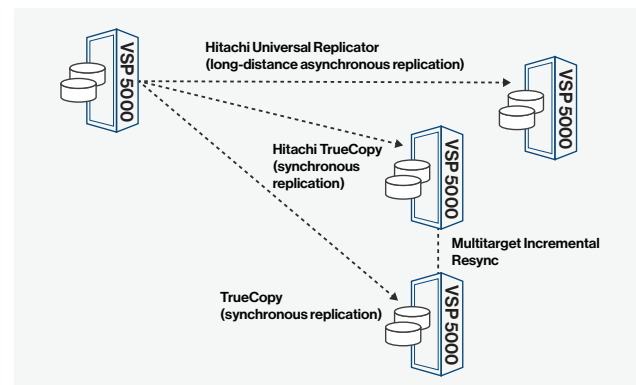 VSP 5000
Hitachi Universal Replicator
(long-distance asynchronous replication)
VSP 5000
Hitachi TrueCopy
(synchronous
replication)
VSP 5000
Multitarget Incremental
Resync
TrueCopy
(synchronous replication)
VSP 5000